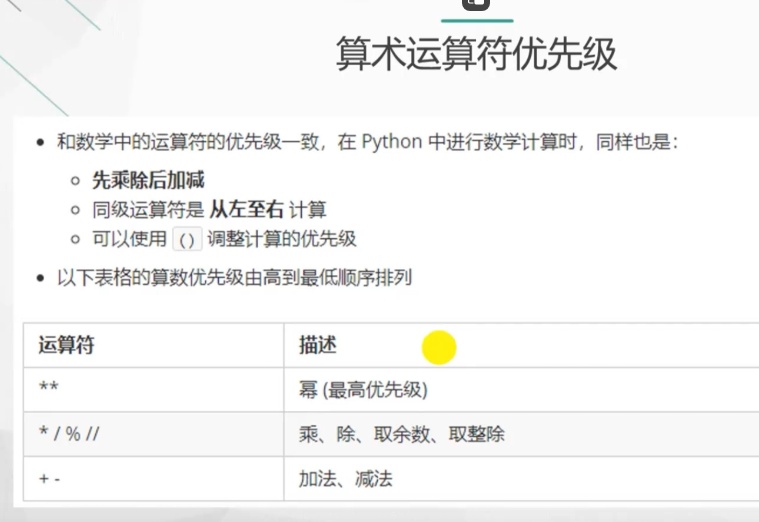 算术运算符优先级
和数学中的运算符的优先级一致，在 Python 中进行数学计算时，同样也是：
先乘除后加减
同级运算符是 从左至右 计算
可以使用 () 调整计算的优先级
以下表格的算数优先级由高到最低顺序排列
运算符 描述
** 幂 (最高优先级)
* / % // 乘、除、取余数、取整除
+ - 加法、减法